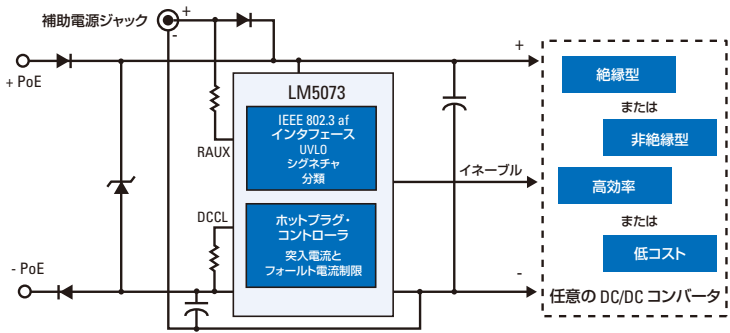 補助電源ジャック
+
-
+ PoE
LM5073
IEEE 802.3 af
インタフェース
UVLO
シグネチャ
分類
RAUX
DCCL
ホットプラグ・
コントローラ
突入電流と
フォールト電流制限
- PoE
+
イネーブル
-
絶縁型
または
非絶縁型
高効率
または
低コスト
任意の DC/DC コンバータ